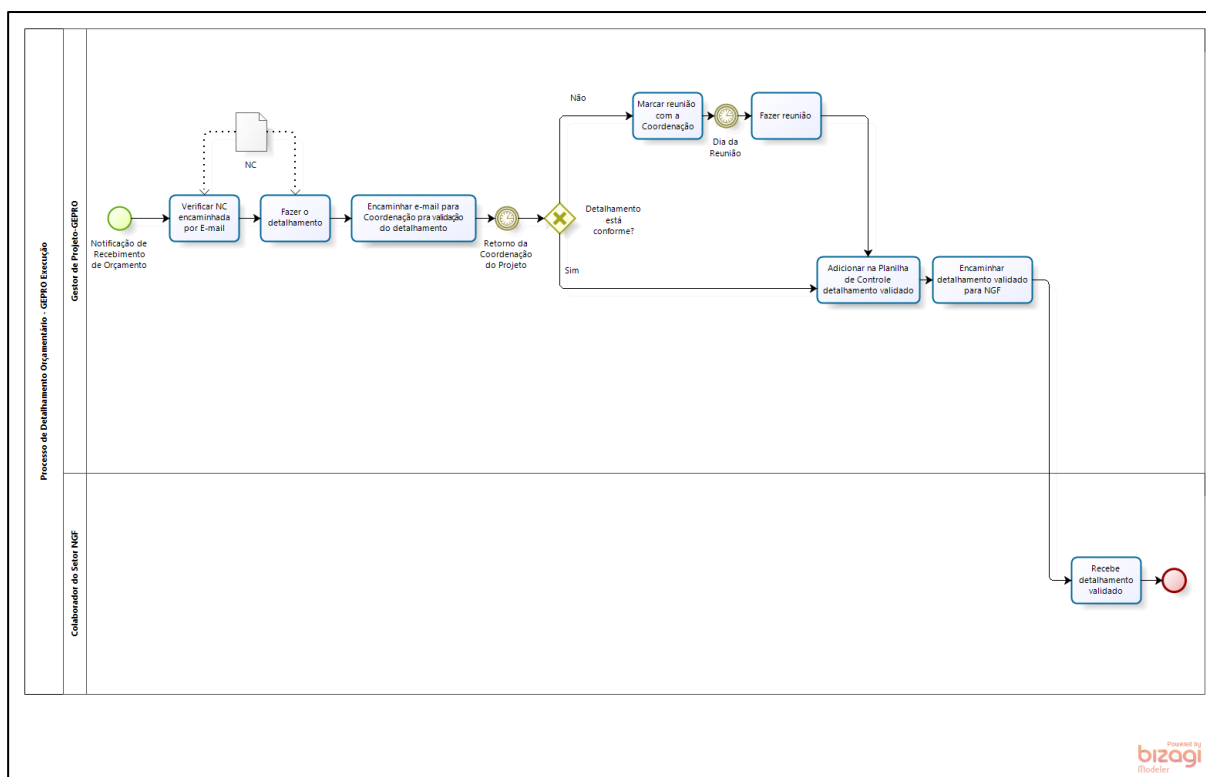 Processo de Detalhamento Orçamentário - GEPRO Execução
Gestor de Projeto-GEPRO
Notificação de
Recebimento
de Orçamento
Verificar NC
encaminhada
por E-mail
NC
Fazer o
detalhamento
Encaminhar e-mail para
Coordenação pra validação
do detalhamento
Retorno da
Coordenação
do Projeto
Detalhamento
está
conforme?
Não
Marcar reunião
com a
Coordenação
Dia da
Reunião
Fazer reunião
Sim
Adicionar na Planilha
de Controle
detalhamento validado
Encaminhar
detalhamento validado
para NGF
Colaborador do Setor NGF
Recebe
detalhamento
validado
Powered by
bizagi
Modeler